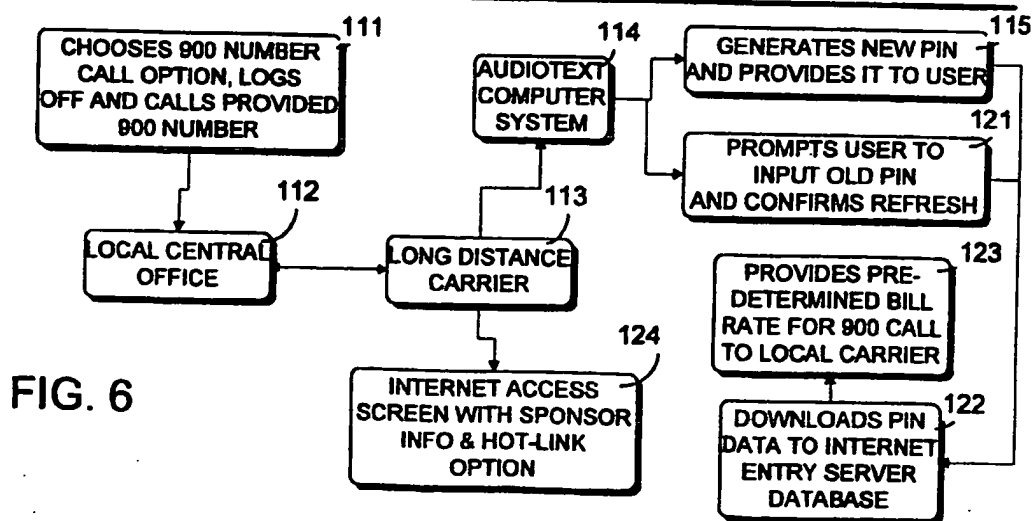 111
CHOOSES 900 NUMBER
CALL OPTION, LOGS
OFF AND CALLS PROVIDED
900 NUMBER
112
LOCAL CENTRAL
OFFICE
113
LONG DISTANCE
CARRIER
114
AUDIOTEXT
COMPUTER
SYSTEM
115
GENERATES NEW PIN
AND PROVIDES IT TO USER
121
PROMPTS USER TO
INPUT OLD PIN
AND CONFIRMS REFRESH
123
PROVIDES PRE-
DETERMINED BILL
RATE FOR 900 CALL
TO LOCAL CARRIER
122
DOWNLOADS PIN
DATA TO INTERNET
ENTRY SERVER
DATABASE
124
INTERNET ACCESS
SCREEN WITH SPONSOR
INFO & HOT-LINK
OPTION
FIG. 6